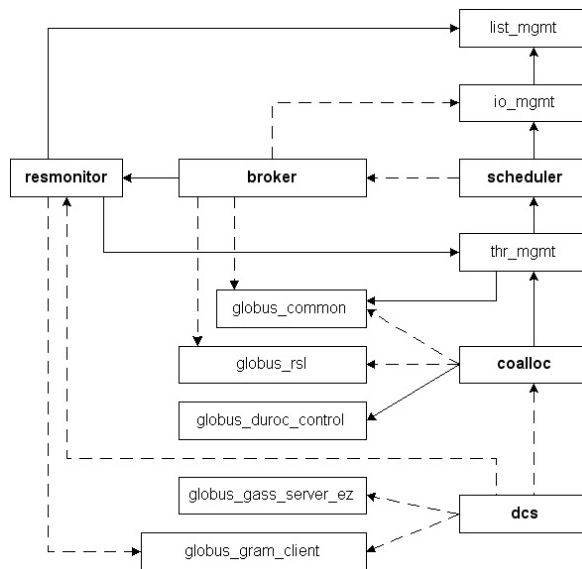 list_mgmt
io_mgmt
resmonitor
broker
scheduler
thr_mgmt
globus_common
globus_rsl
coalloc
globus_duroc_control
globus_gass_server_ez
dcs
globus_gram_client